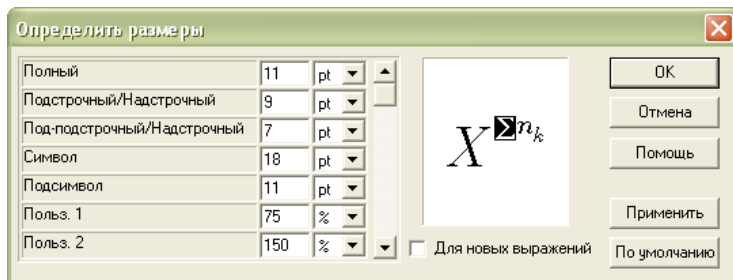 Определить размеры
Полный 11 pt
Подстрочный/Надстрочный 9 pt
Под-подстрочный/Надстрочный 7 pt
Символ 18 pt
Подсимвол 11 pt
Польз. 1 75 %
Польз. 2 150 %
X Σ n k
Для новых выражений
OK
Отмена
Помощь
Применить
По умолчанию